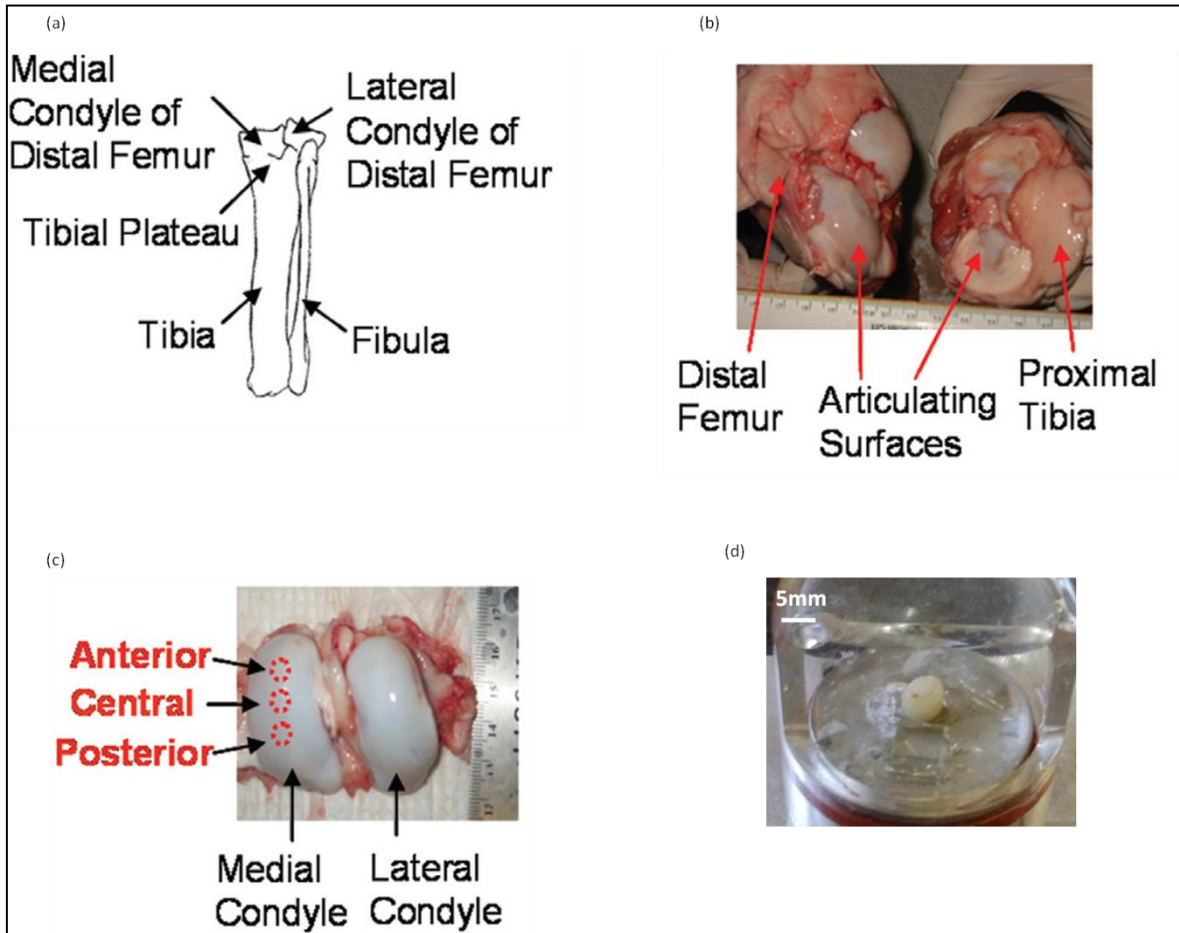 (a)
Medial
Condyle of
Distal Femur
Lateral
Condyle of
Distal Femur
Tibial Plateau
Tibia
Fibula
(b)
Distal
Femur
Articulating
Surfaces
Proximal
Tibia
(c)
Anterior
Central
Posterior
Medial
Condyle
Lateral
Condyle
(d)
5mm